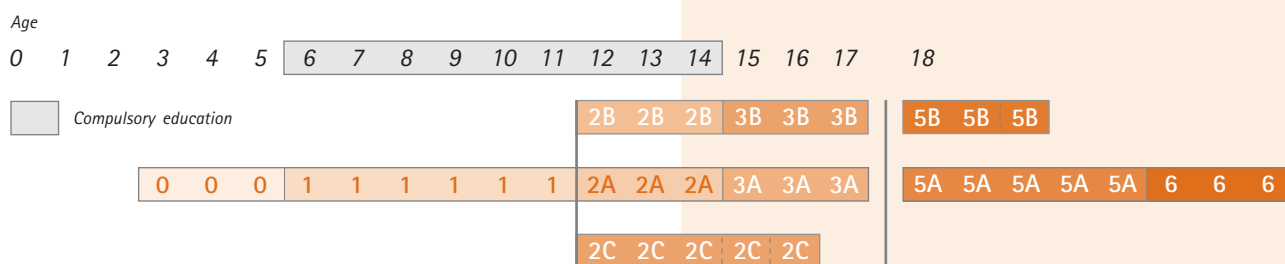 Age
0 1 2 3 4 5 6 7 8 9 10 11 12 13 14 15 16 17 18
Compulsory education
2B 2B 2B 3B 3B 3B 5B 5B 5B
0 0 0 1 1 1 1 1 1 2A 2A 2A 3A 3A 3A 5A 5A 5A 5A 5A 6 6 6
2C 2C 2C 2C 2C